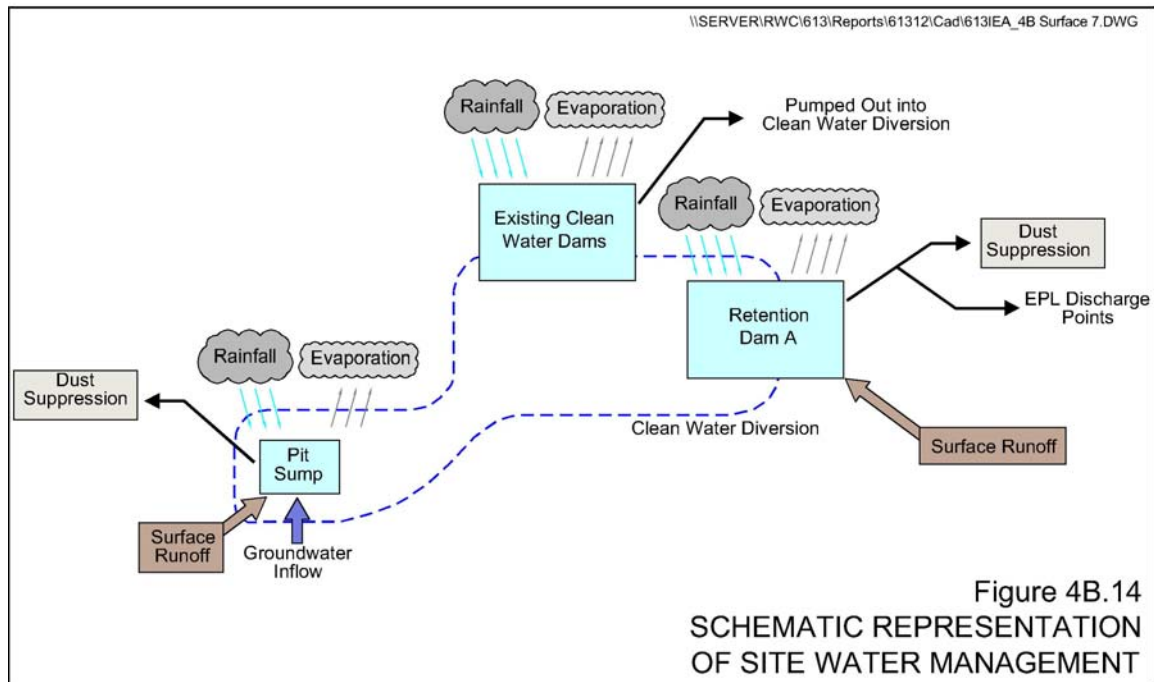 \\SERVER\RWC\613\Reports\61312\Cad\613IEA_4B Surface 7.DWG
Rainfall
Evaporation
Pumped Out into
Clean Water Diversion
Existing Clean
Water Dams
Rainfall
Evaporation
Dust
Suppression
Retention
Dam A
EPL Discharge
Points
Rainfall
Evaporation
Dust
Suppression
Clean Water Diversion
Surface Runoff
Pit
Sump
Surface
Runoff
Groundwater
Inflow
Figure 4B.14
SCHEMATIC REPRESENTATION
OF SITE WATER MANAGEMENT